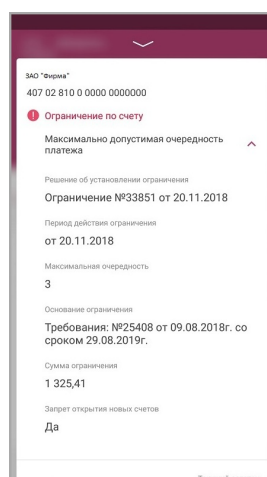 ЗАО "Фирма"
407 02 810 0 0000 0000000
Ограничение по счету
Максимально допустимая очередность
платежа
Решение об установлении ограничения
Ограничение №33851 от 20.11.2018
Период действия ограничения
от 20.11.2018
Максимальная очередность
3
Основание ограничения
Требования: №25408 от 09.08.2018г. со
сроком 29.08.2019г.
Сумма ограничения
1 325,41
Запрет открытия новых счетов
Да